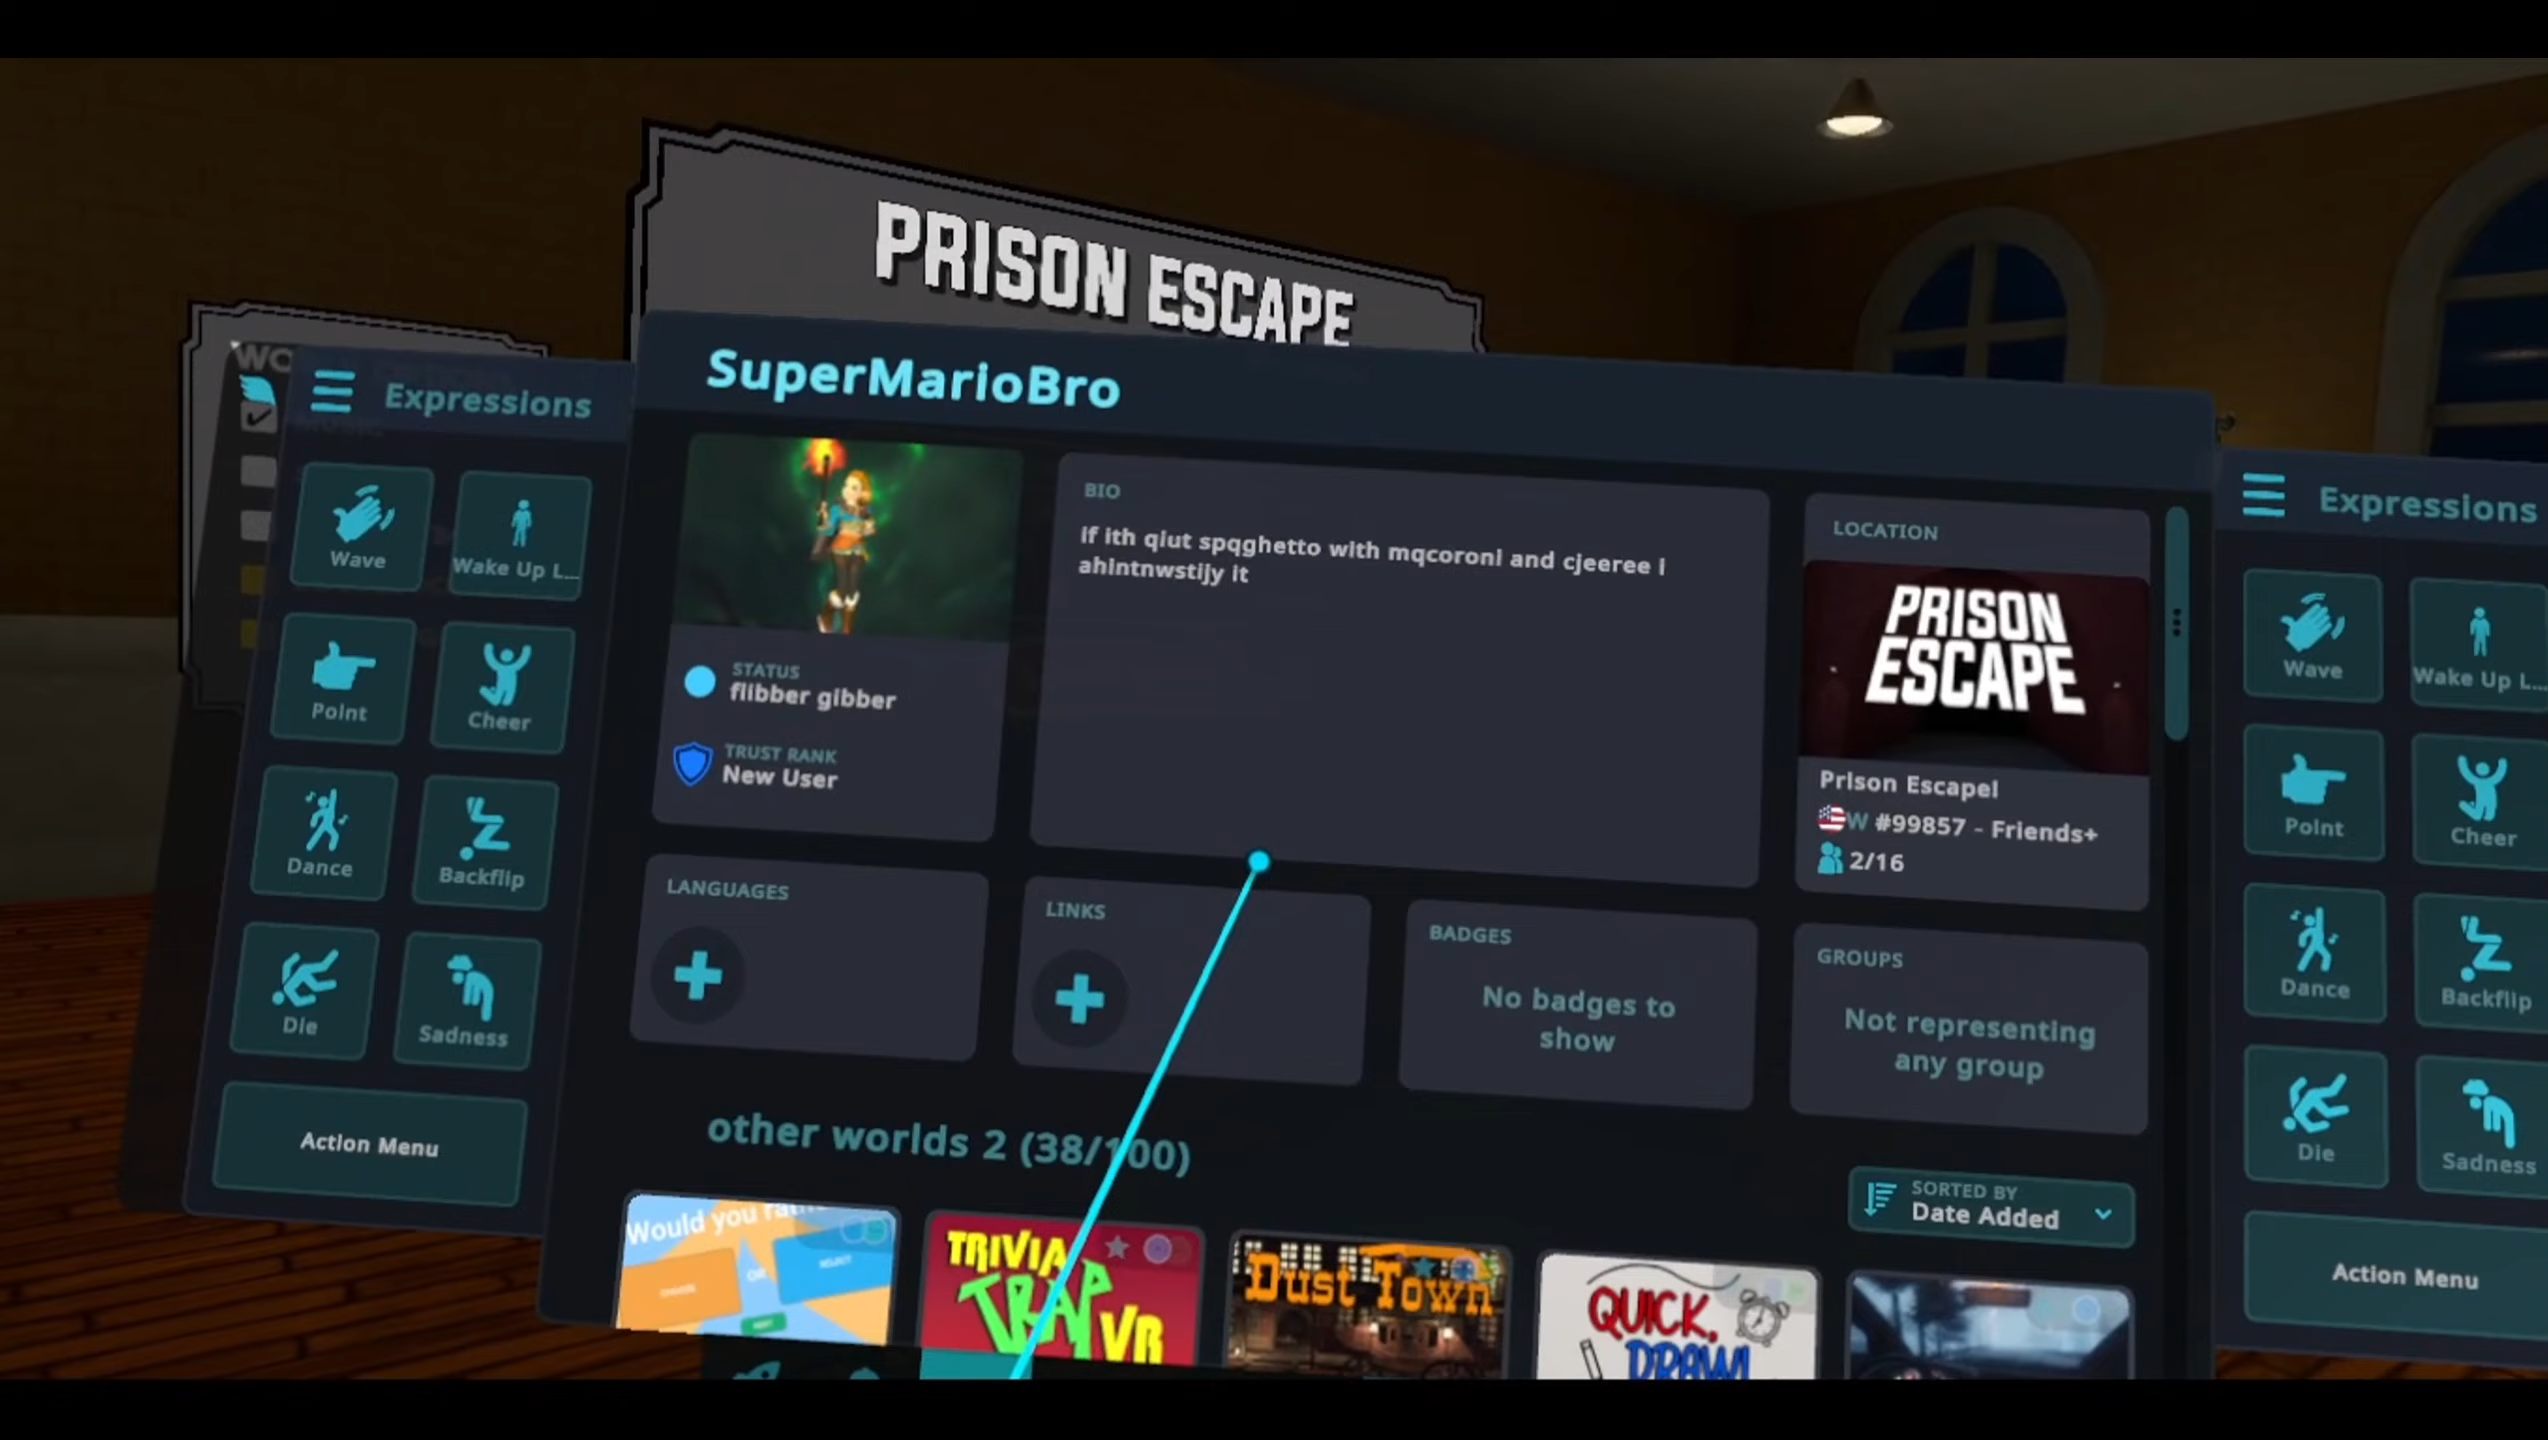 PRISON ESCAPE
WO
SuperMarioBro
Expressions
Wave
Wake Up L...
Point
Cheer
Dance
Backflip
Die
Sadness
Action Menu
STATUS
flibber gibber
TRUST RANK
New User
BIO
if ith qiut spqghetto with mqcoroni and cjeeree i
ahintnwstijy it
LOCATION
PRISON
ESCAPE
Prison Escape!
W #99857 - Friends+
2/16
LANGUAGES
LINKS
BADGES
No badges to
show
GROUPS
Not representing
any group
other worlds 2 (38/100)
SORTED BY
Date Added
Would you
OR
TRIVIA
TRAP
VR
Dust Town
QUICK,
DRAW!
Expressions
Wave
Wake Up L...
Point
Cheer
Dance
Backflip
Die
Sadness
Action Menu